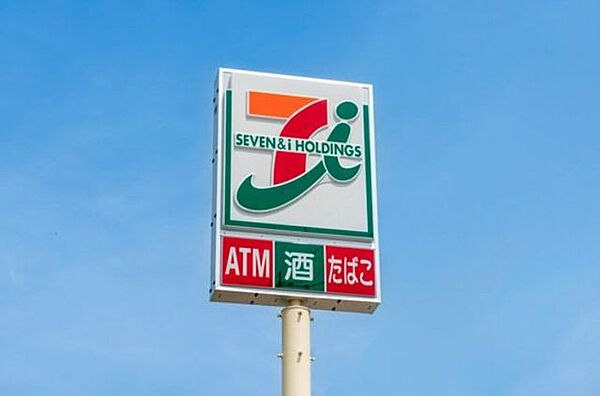 SEVEN & i HOLDINGS
ATM 酒 たばこ